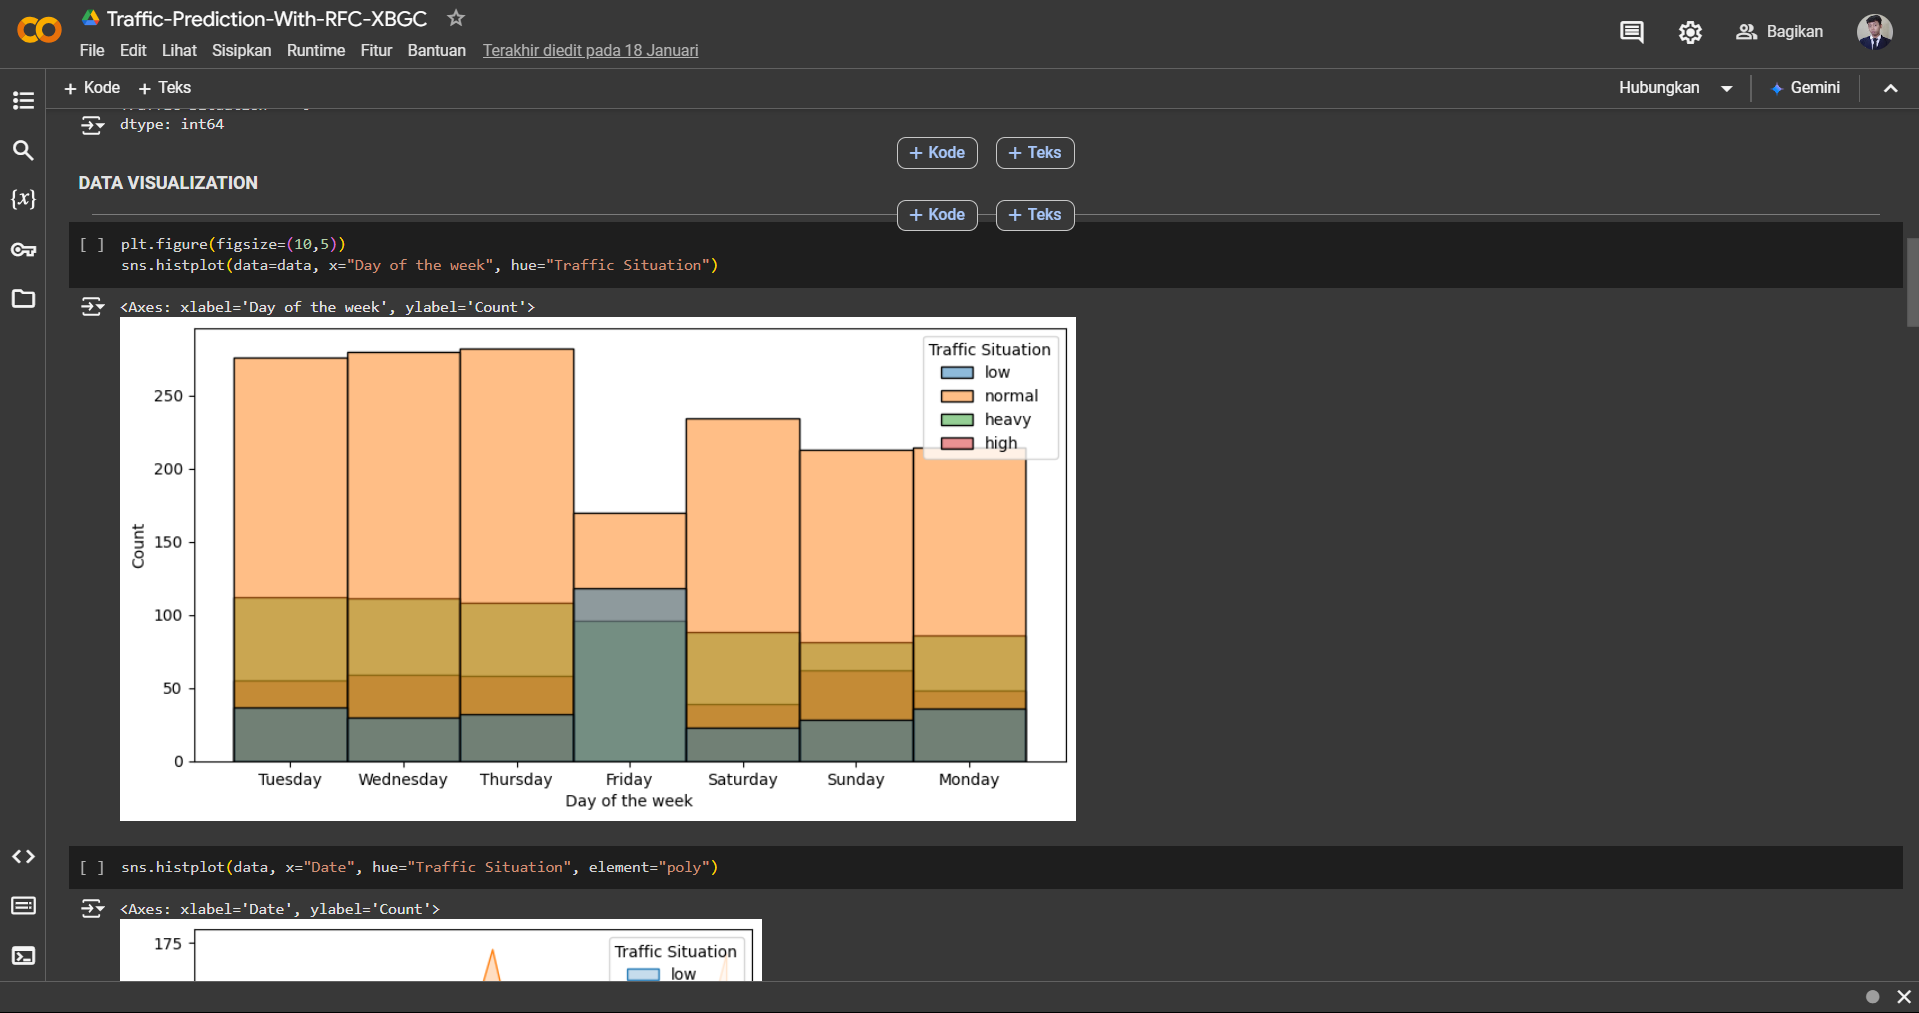 Traffic-Prediction-With-RFC-XBGC
File Edit Lihat Sisipkan Runtime Fitur Bantuan Terakhir diedit pada 18 Januari
Bagikan
+ Kode + Teks
Hubungkan
Gemini
dtype: int64
+ Kode + Teks
DATA VISUALIZATION
+ Kode + Teks
[ ] plt.figure(figsize=(10,5))
sns.histplot(data=data, x="Day of the week", hue="Traffic Situation")
<Axes: xlabel='Day of the week', ylabel='Count'>
Traffic Situation
low
normal
heavy
high
250
200
150
100
50
0
Count
Tuesday Wednesday Thursday Friday Saturday Sunday Monday
Day of the week
[ ] sns.histplot(data, x="Date", hue="Traffic Situation", element="poly")
<Axes: xlabel='Date', ylabel='Count'>
175
Traffic Situation
low